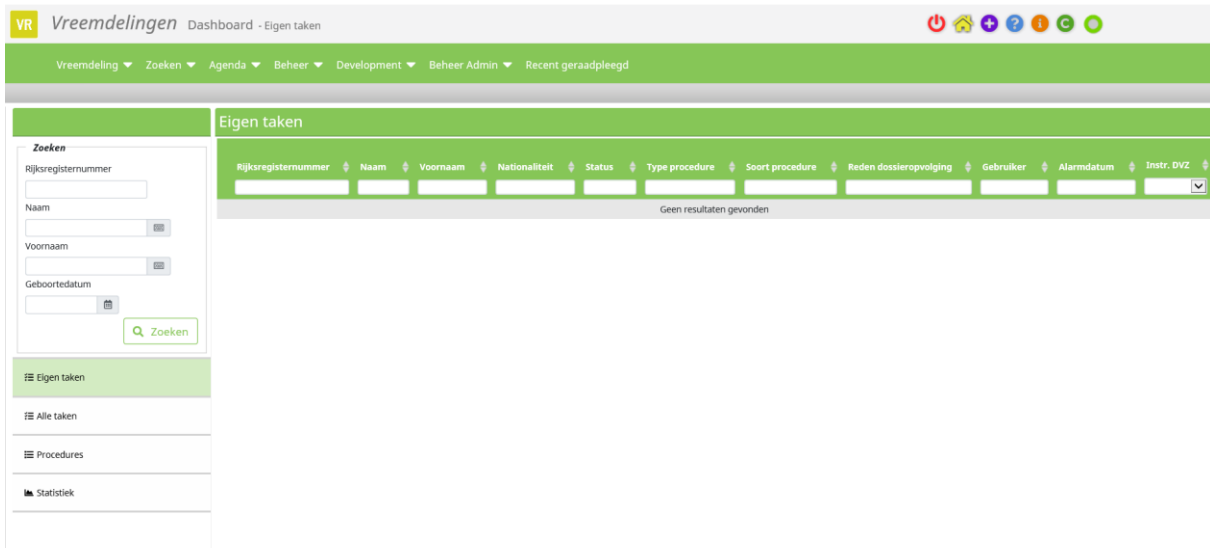 VR Vreemdelingen Dashboard - Eigen taken
Vreemdeling Zoeken Agenda Beheer Development Beheer Admin Recent geraadpleegd
Eigen taken
Zoeken
Rijksregisternummer
Naam
Voornaam
Geboortedatum
Zoeken
Eigen taken
Alle taken
Procedures
Statistiek
Rijksregisternummer Naam Voornaam Nationaliteit Status Type procedure Soort procedure Reden dossieropvolging Gebruiker Alarmdatum Instr. DVZ
Geen resultaten gevonden